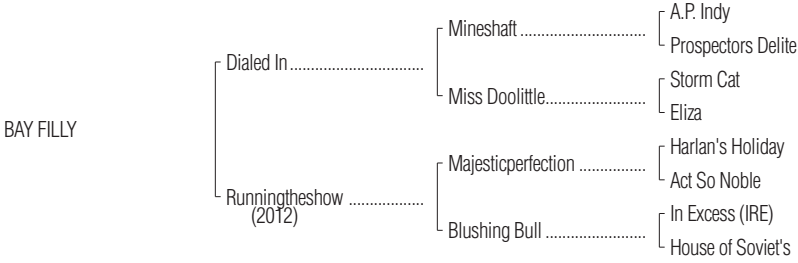 A.P. Indy
Mineshaft ..............................
Prospectors Delite
Dialed In ................................
Storm Cat
Miss Doolittle........................
Eliza
BAY FILLY
Harlan's Holiday
Majesticperfection ................
Act So Noble
Runningtheshow ..................
(2012)
In Excess (IRE)
Blushing Bull ........................
House of Soviet's